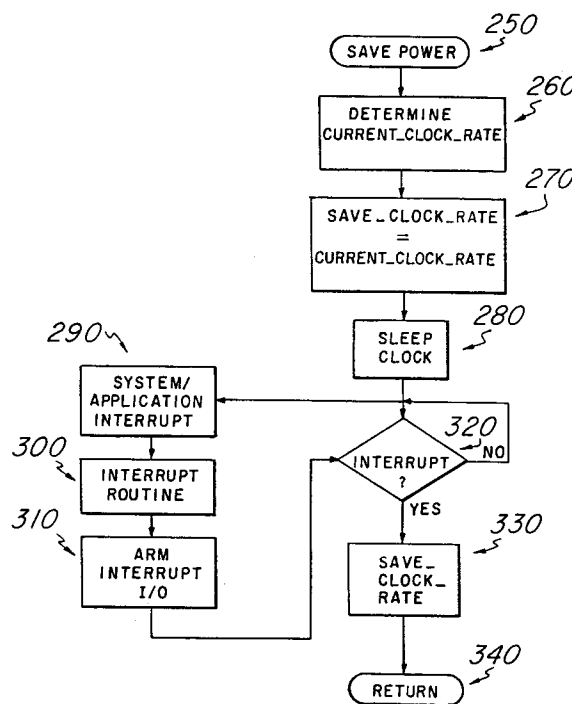 250
SAVE POWER
260
DETERMINE
CURRENT_CLOCK_RATE
270
SAVE_CLOCK_RATE
=
CURRENT_CLOCK_RATE
280
SLEEP
CLOCK
290
SYSTEM/
APPLICATION
INTERRUPT
300
INTERRUPT
ROUTINE
310
ARM
INTERRUPT
I/O
320
INTERRUPT
?
NO
YES
330
SAVE_
CLOCK_
RATE
340
RETURN